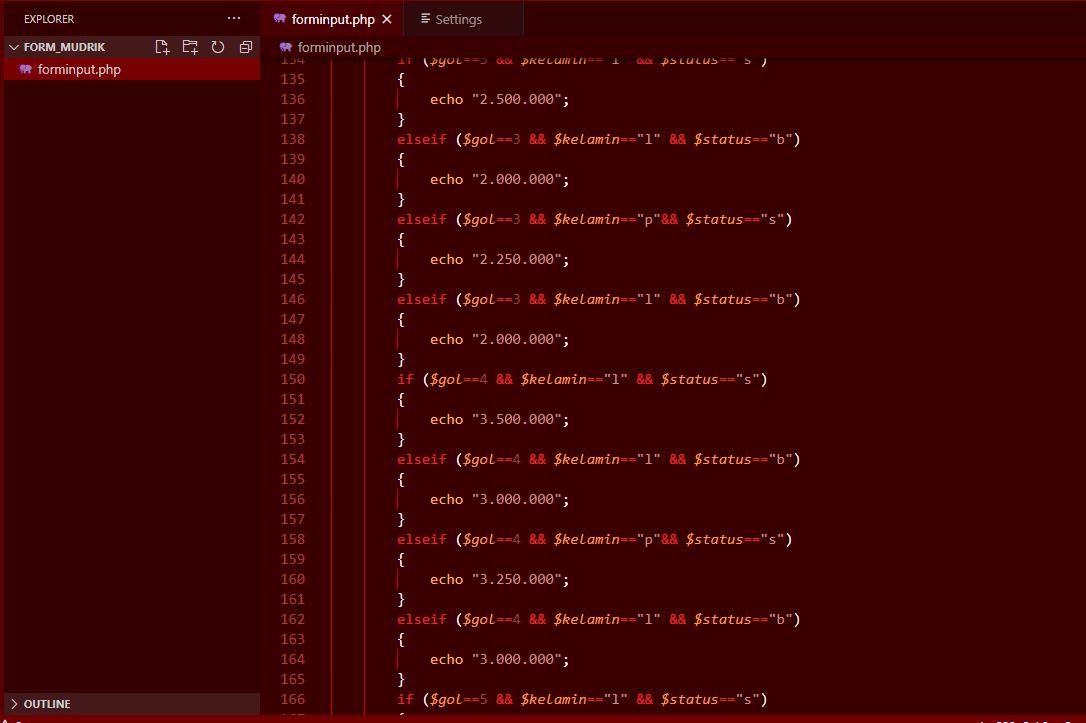 EXPLORER
···
FORM_MUDRIK
forminput.php
OUTLINE
forminput.php ×
Settings
forminput.php
134 if ($gol==3 && $kelamin=="l" && $status=="s")
135 {
136 echo "2.500.000";
137 }
138 elseif ($gol==3 && $kelamin=="l" && $status=="b")
139 {
140 echo "2.000.000";
141 }
142 elseif ($gol==3 && $kelamin=="p"&& $status=="s")
143 {
144 echo "2.250.000";
145 }
146 elseif ($gol==3 && $kelamin=="l" && $status=="b")
147 {
148 echo "2.000.000";
149 }
150 if ($gol==4 && $kelamin=="l" && $status=="s")
151 {
152 echo "3.500.000";
153 }
154 elseif ($gol==4 && $kelamin=="l" && $status=="b")
155 {
156 echo "3.000.000";
157 }
158 elseif ($gol==4 && $kelamin=="p"&& $status=="s")
159 {
160 echo "3.250.000";
161 }
162 elseif ($gol==4 && $kelamin=="l" && $status=="b")
163 {
164 echo "3.000.000";
165 }
166 if ($gol==5 && $kelamin=="l" && $status=="s")